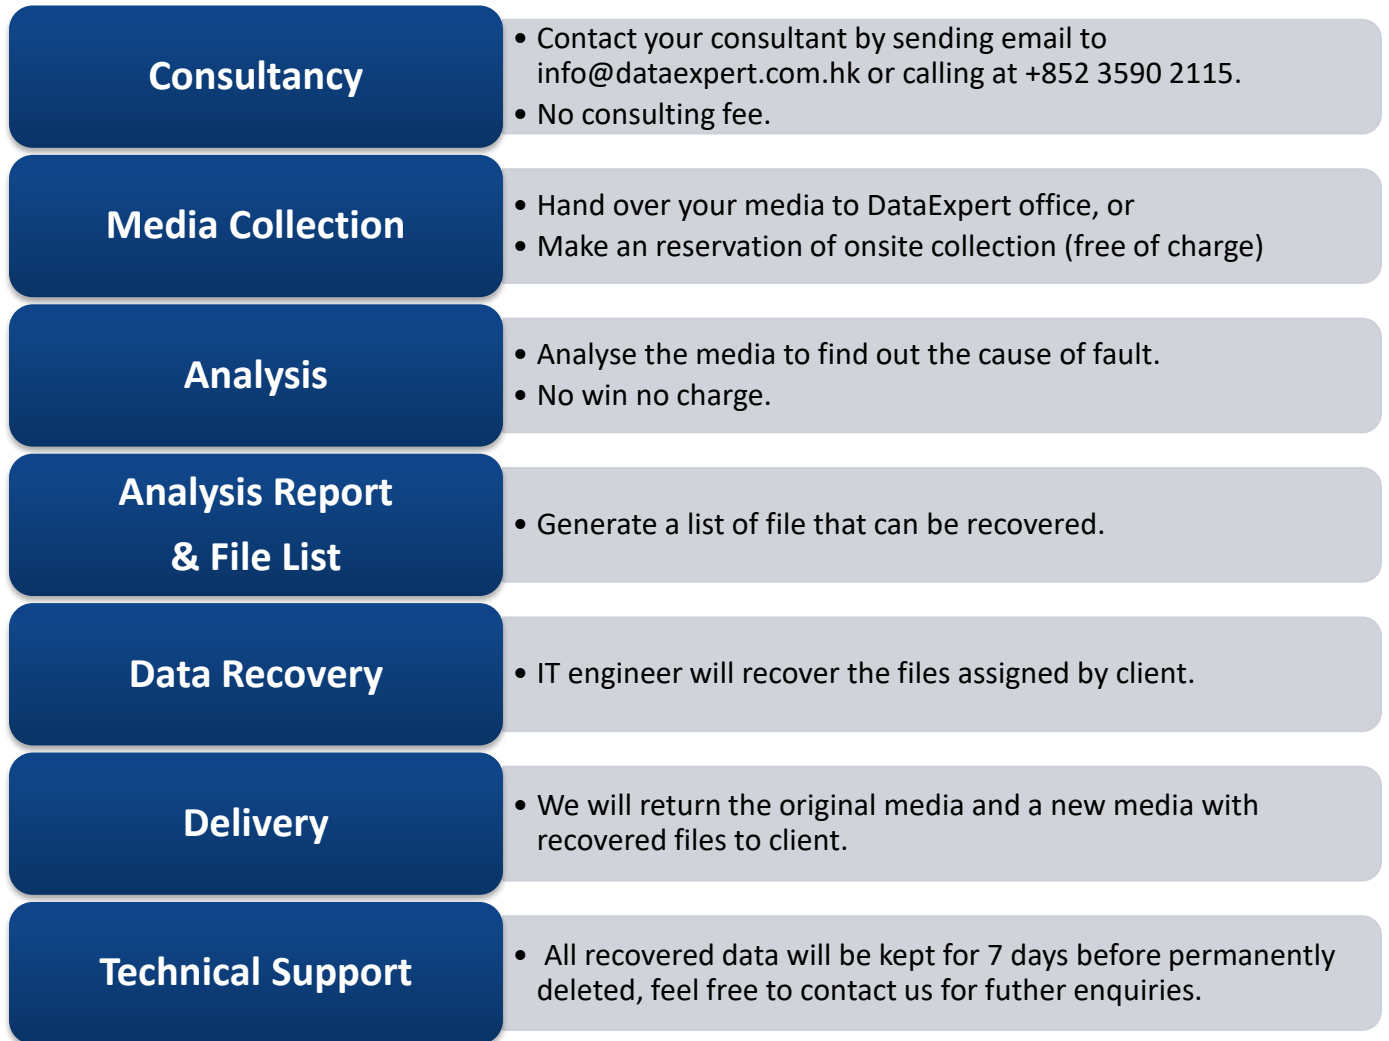 Consultancy
• Contact your consultant by sending email to
info@dataexpert.com.hk or calling at +852 3590 2115.
• No consulting fee.
Media Collection
• Hand over your media to DataExpert office, or
• Make an reservation of onsite collection (free of charge)
Analysis
• Analyse the media to find out the cause of fault.
• No win no charge.
Analysis Report
& File List
• Generate a list of file that can be recovered.
Data Recovery
• IT engineer will recover the files assigned by client.
Delivery
• We will return the original media and a new media with
recovered files to client.
Technical Support
• All recovered data will be kept for 7 days before permanently
deleted, feel free to contact us for futher enquiries.